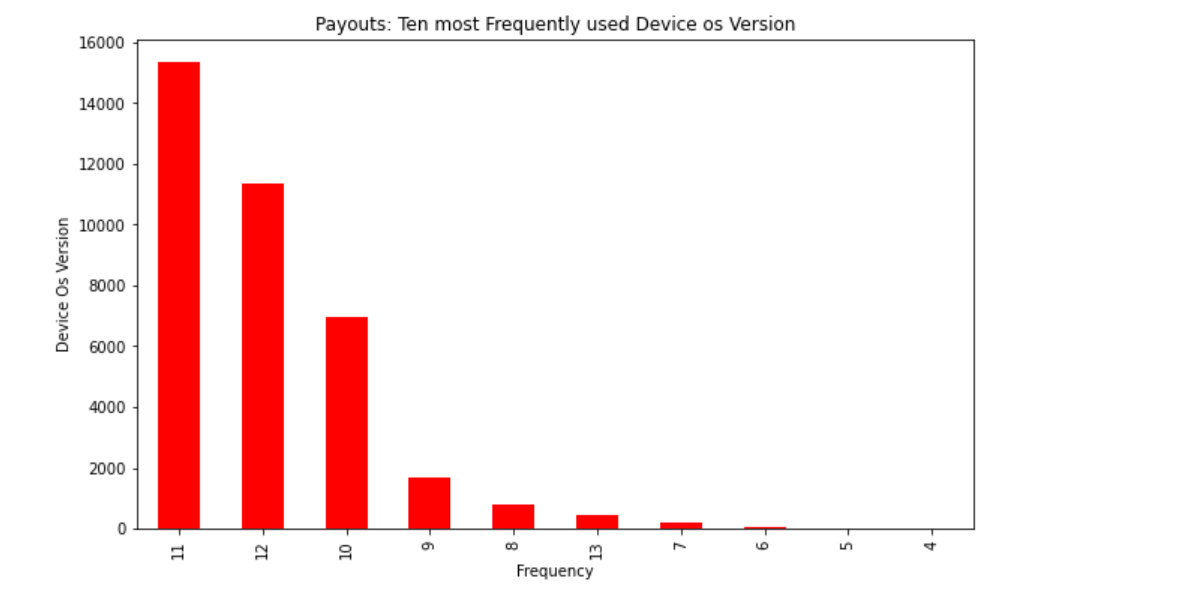 Payouts: Ten most Frequently used Device os Version
16000
14000
12000
10000
8000
6000
4000
2000
0
Device Os Version
11 12 10 9 8 13 7 6 5 4
Frequency